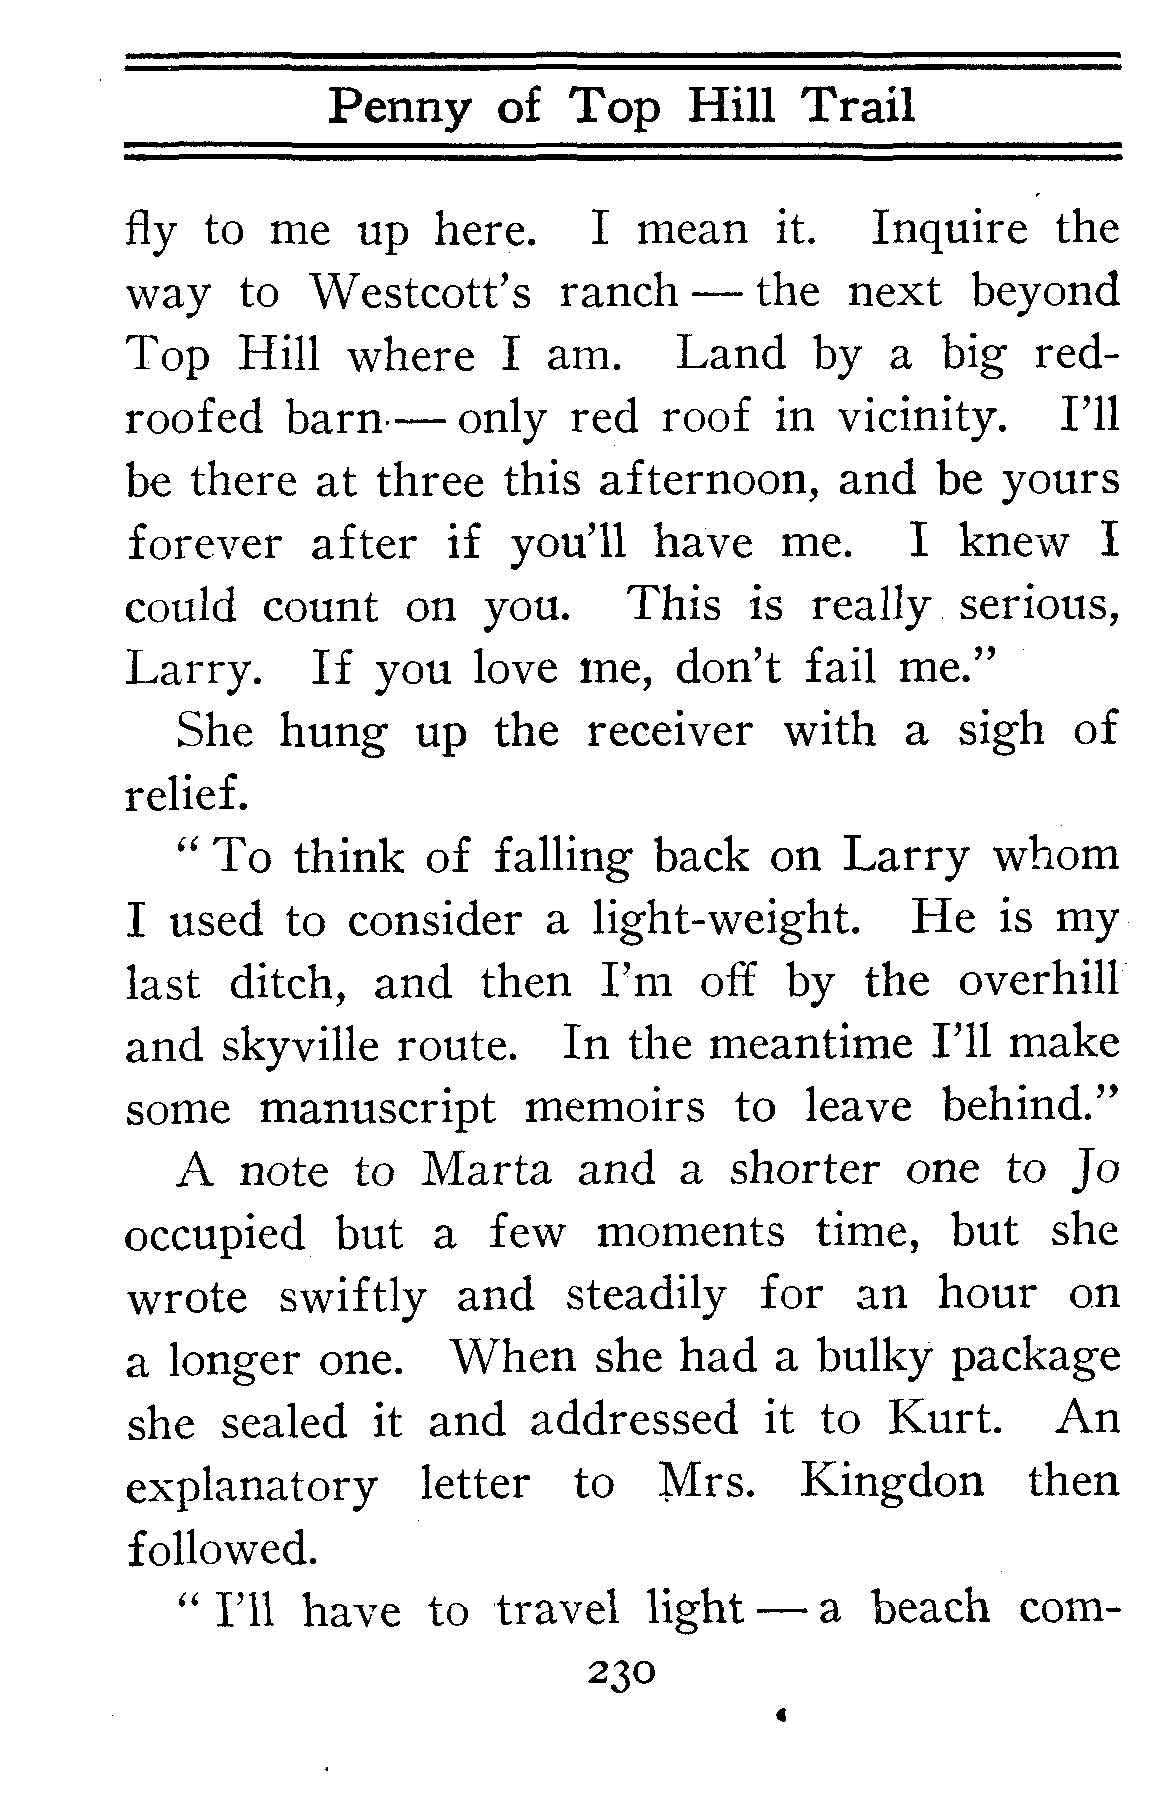 Penny of Top Hill Trail
fly to me up here. I mean it. Inquire the
way to Westcott's ranch — the next beyond
Top Hill where I am. Land by a big red-
roofed barn — only red roof in vicinity. I'll
be there at three this afternoon, and be yours
forever after if you'll have me. I knew I
could count on you. This is really serious,
Larry. If you love me, don't fail me."
She hung up the receiver with a sigh of
relief.
" To think of falling back on Larry whom
I used to consider a light-weight. He is my
last ditch, and then I'm off by the overhill
and skyville route. In the meantime I'll make
some manuscript memoirs to leave behind."
A note to Marta and a shorter one to Jo
occupied but a few moments time, but she
wrote swiftly and steadily for an hour on
a longer one. When she had a bulky package
she sealed it and addressed it to Kurt. An
explanatory letter to Mrs. Kingdon then
followed.
" I'll have to travel light — a beach com-
230